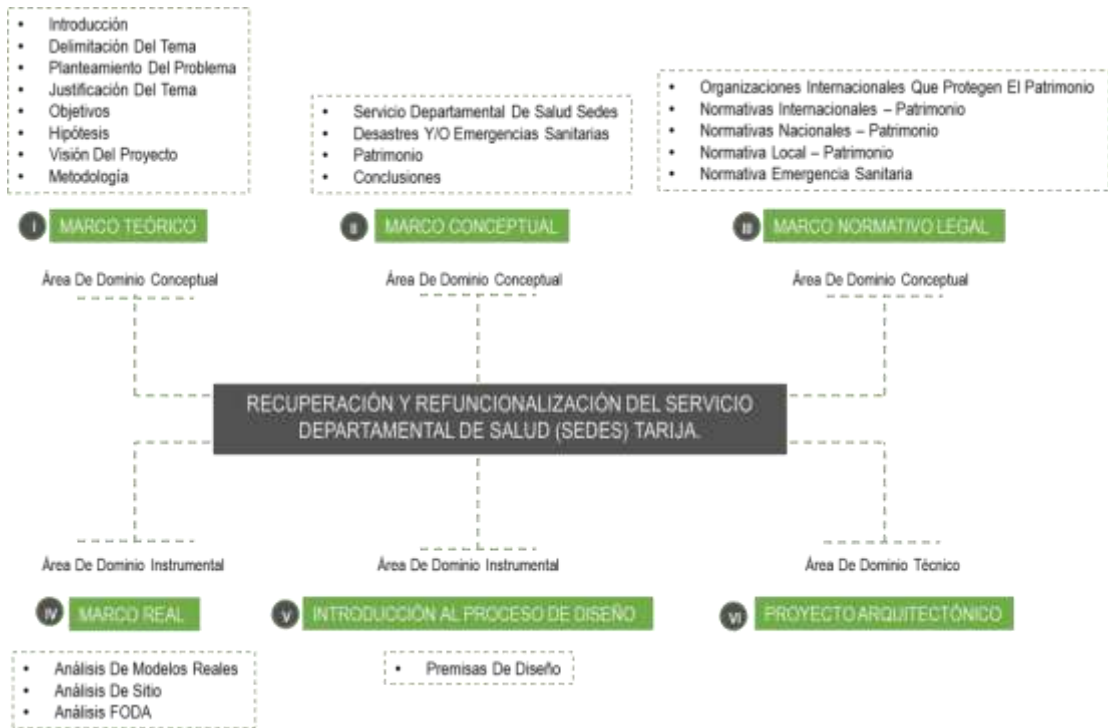 • Introducción
• Delimitación Del Tema
• Planteamiento Del Problema
• Justificación Del Tema
• Objetivos
• Hipótesis
• Visión Del Proyecto
• Metodología
I MARCO TEÓRICO
Área De Dominio Conceptual
• Servicio Departamental De Salud Sedes
• Desastres Y/O Emergencias Sanitarias
• Patrimonio
• Conclusiones
II MARCO CONCEPTUAL
Área De Dominio Conceptual
• Organizaciones Internacionales Que Protegen El Patrimonio
• Normativas Internacionales – Patrimonio
• Normativas Nacionales – Patrimonio
• Normativa Local – Patrimonio
• Normativa Emergencia Sanitaria
III MARCO NORMATIVO LEGAL
Área De Dominio Conceptual
RECUPERACIÓN Y REFUNCIONALIZACIÓN DEL SERVICIO
DEPARTAMENTAL DE SALUD (SEDES) TARIJA.
Área De Dominio Instrumental
IV MARCO REAL
• Análisis De Modelos Reales
• Análisis De Sitio
• Análisis FODA
Área De Dominio Instrumental
V INTRODUCCIÓN AL PROCESO DE DISEÑO
• Premisas De Diseño
Área De Dominio Técnico
VI PROYECTO ARQUITECTÓNICO